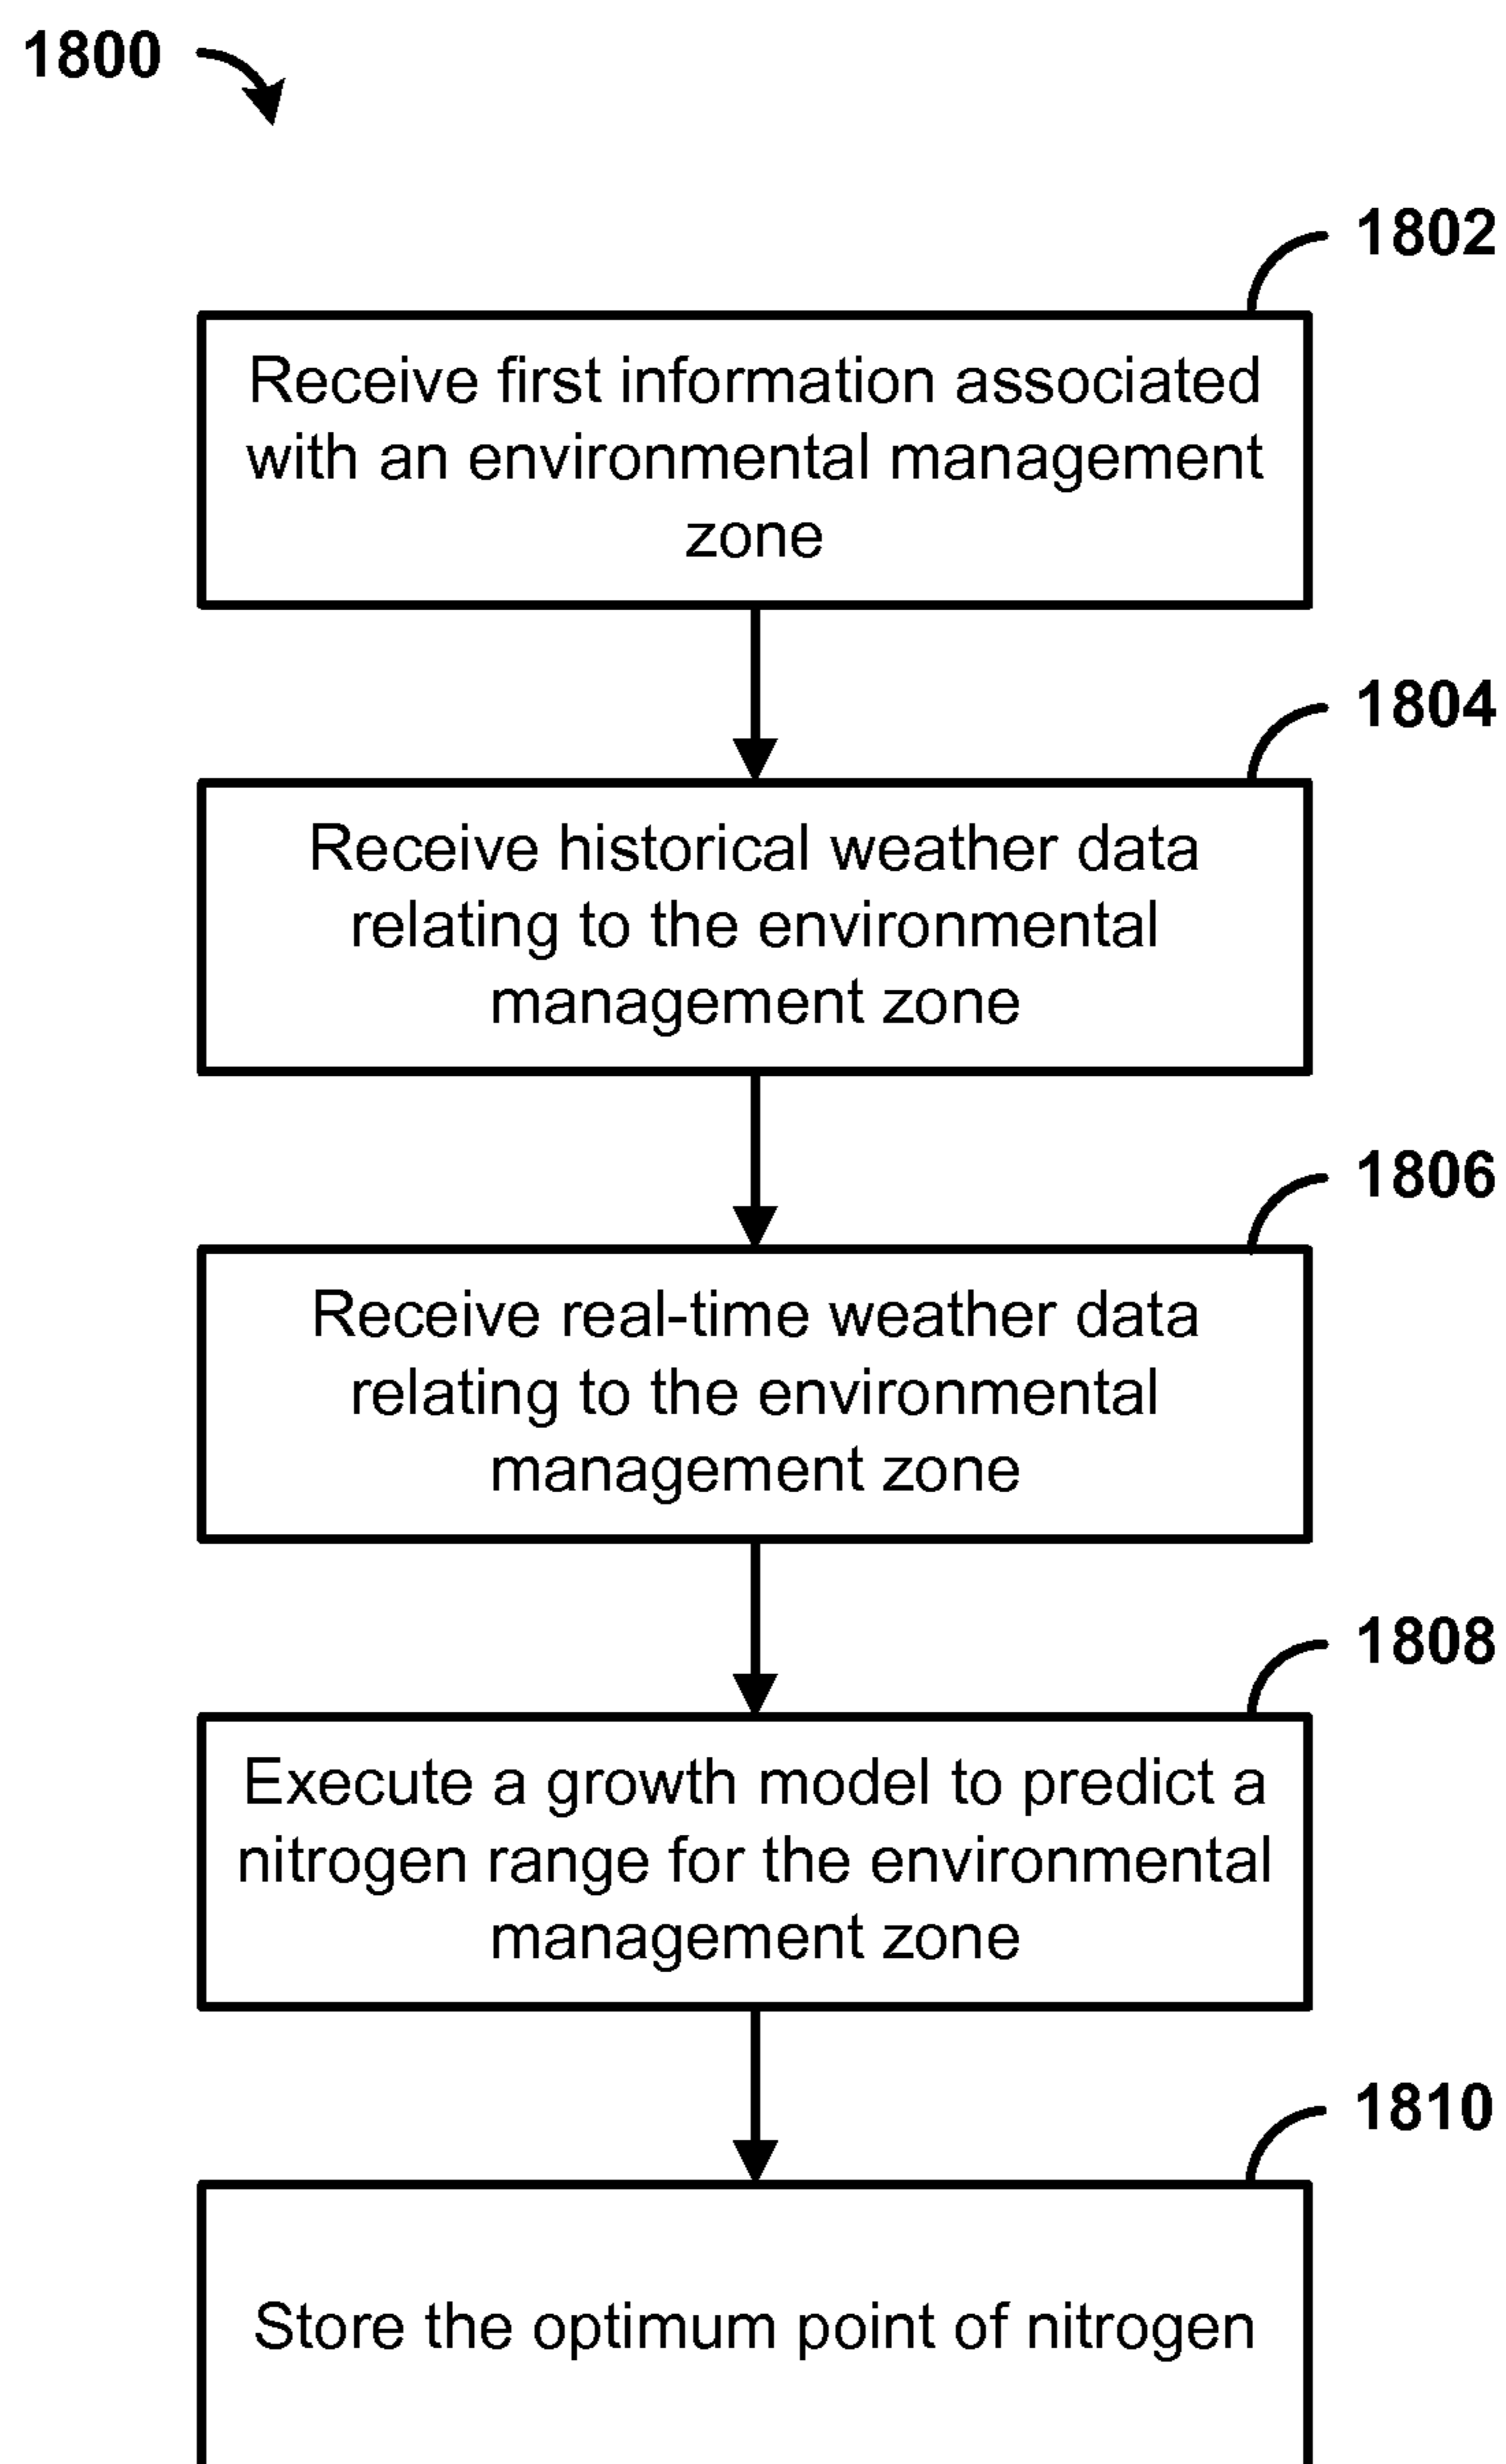 1800
1802
Receive first information associated
with an environmental management
zone
1804
Receive historical weather data
relating to the environmental
management zone
1806
Receive real-time weather data
relating to the environmental
management zone
1808
Execute a growth model to predict a
nitrogen range for the environmental
management zone
1810
Store the optimum point of nitrogen